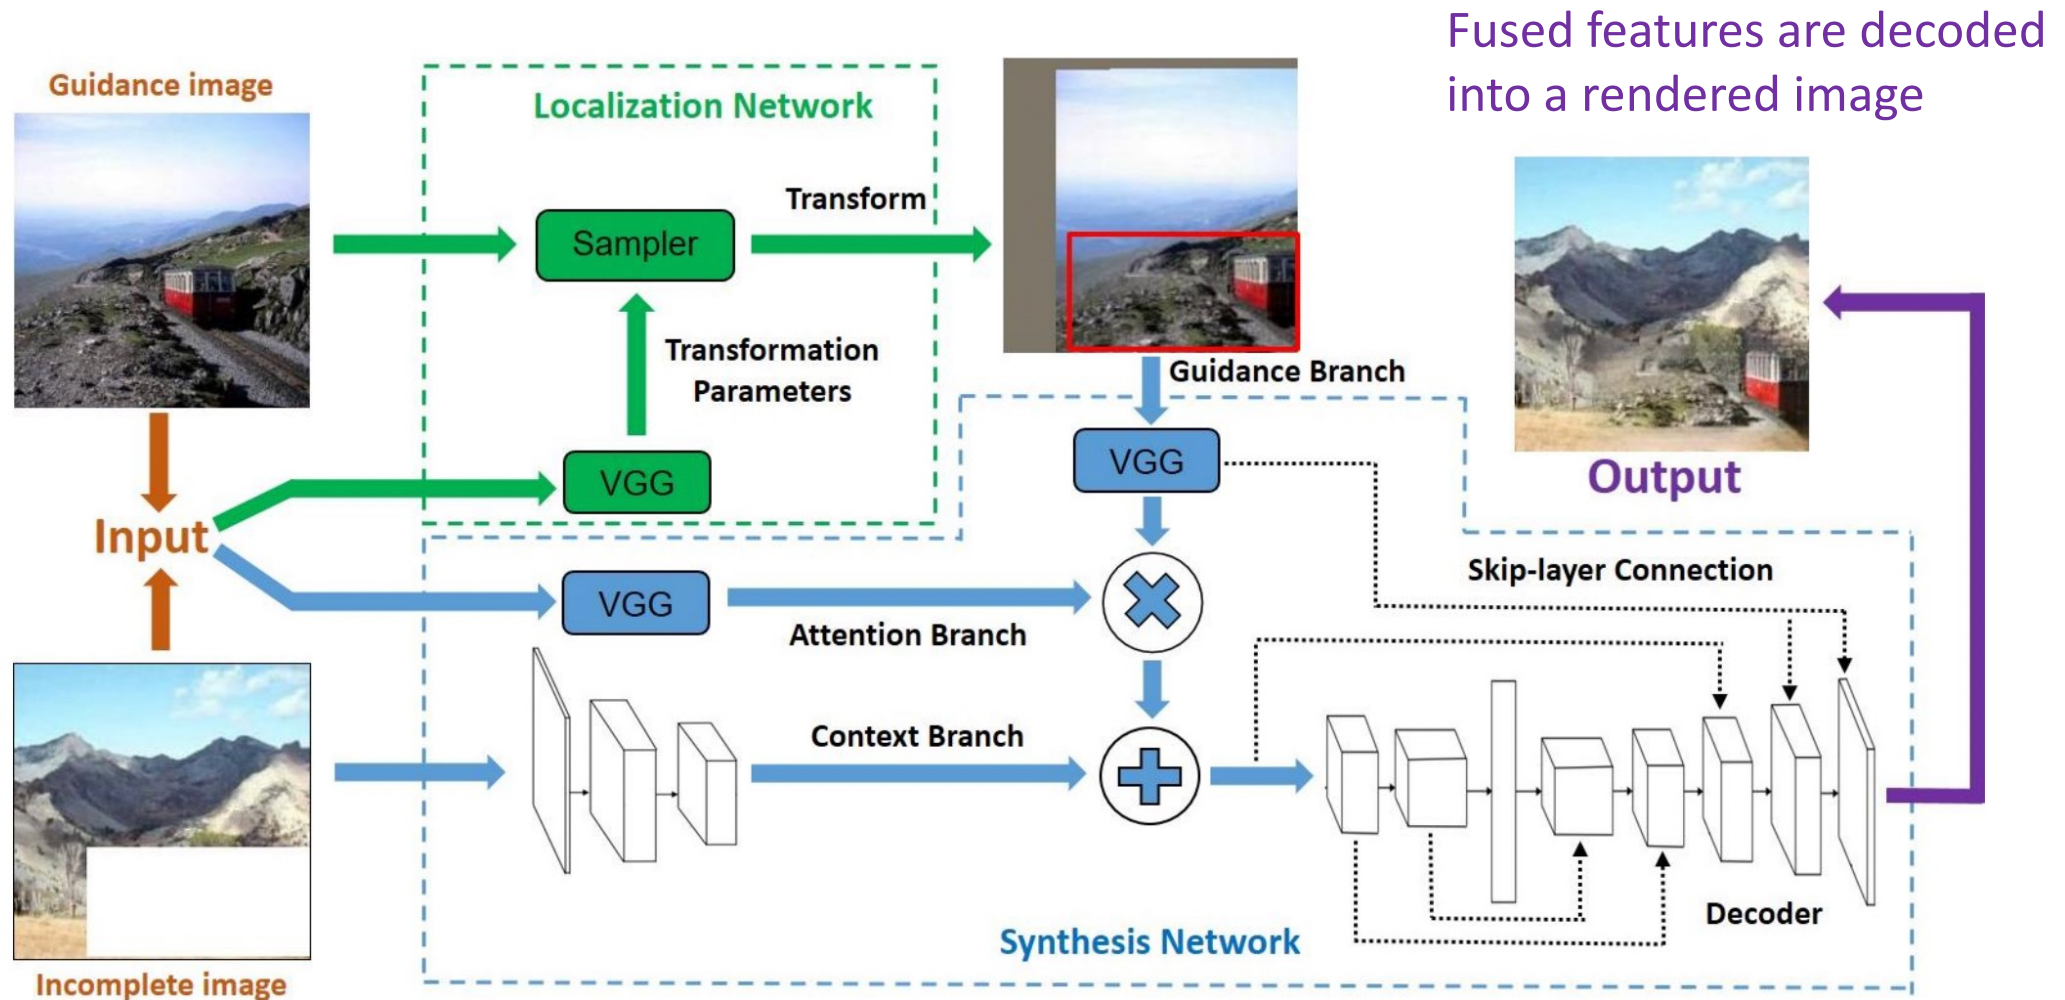 Fused features are decoded
into a rendered image
Guidance image
Localization Network
Transform
Sampler
Transformation
Parameters
Guidance Branch
VGG
VGG
Output
Input
Skip-layer Connection
VGG
Attention Branch
Context Branch
Decoder
Synthesis Network
Incomplete image